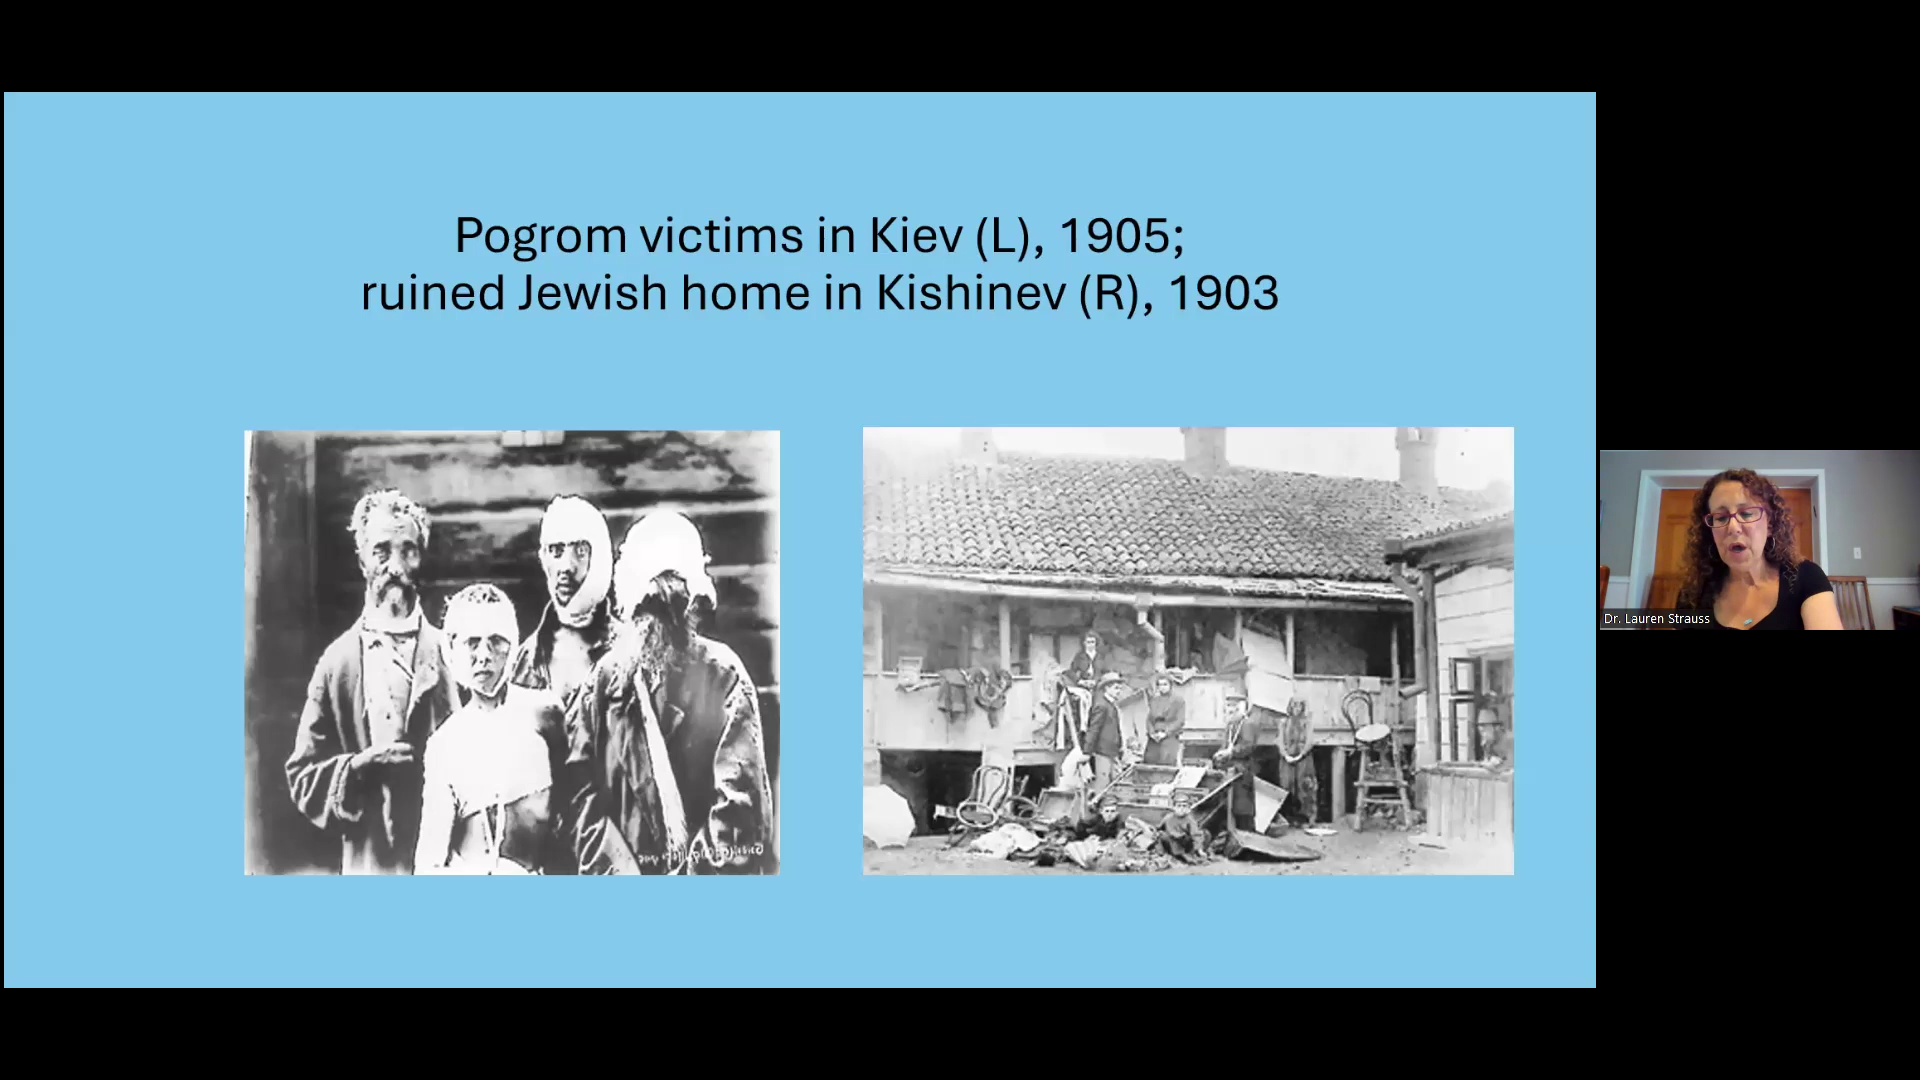 Pogrom victims in Kiev (L), 1905;
ruined Jewish home in Kishinev (R), 1903
Dr. Lauren Strauss